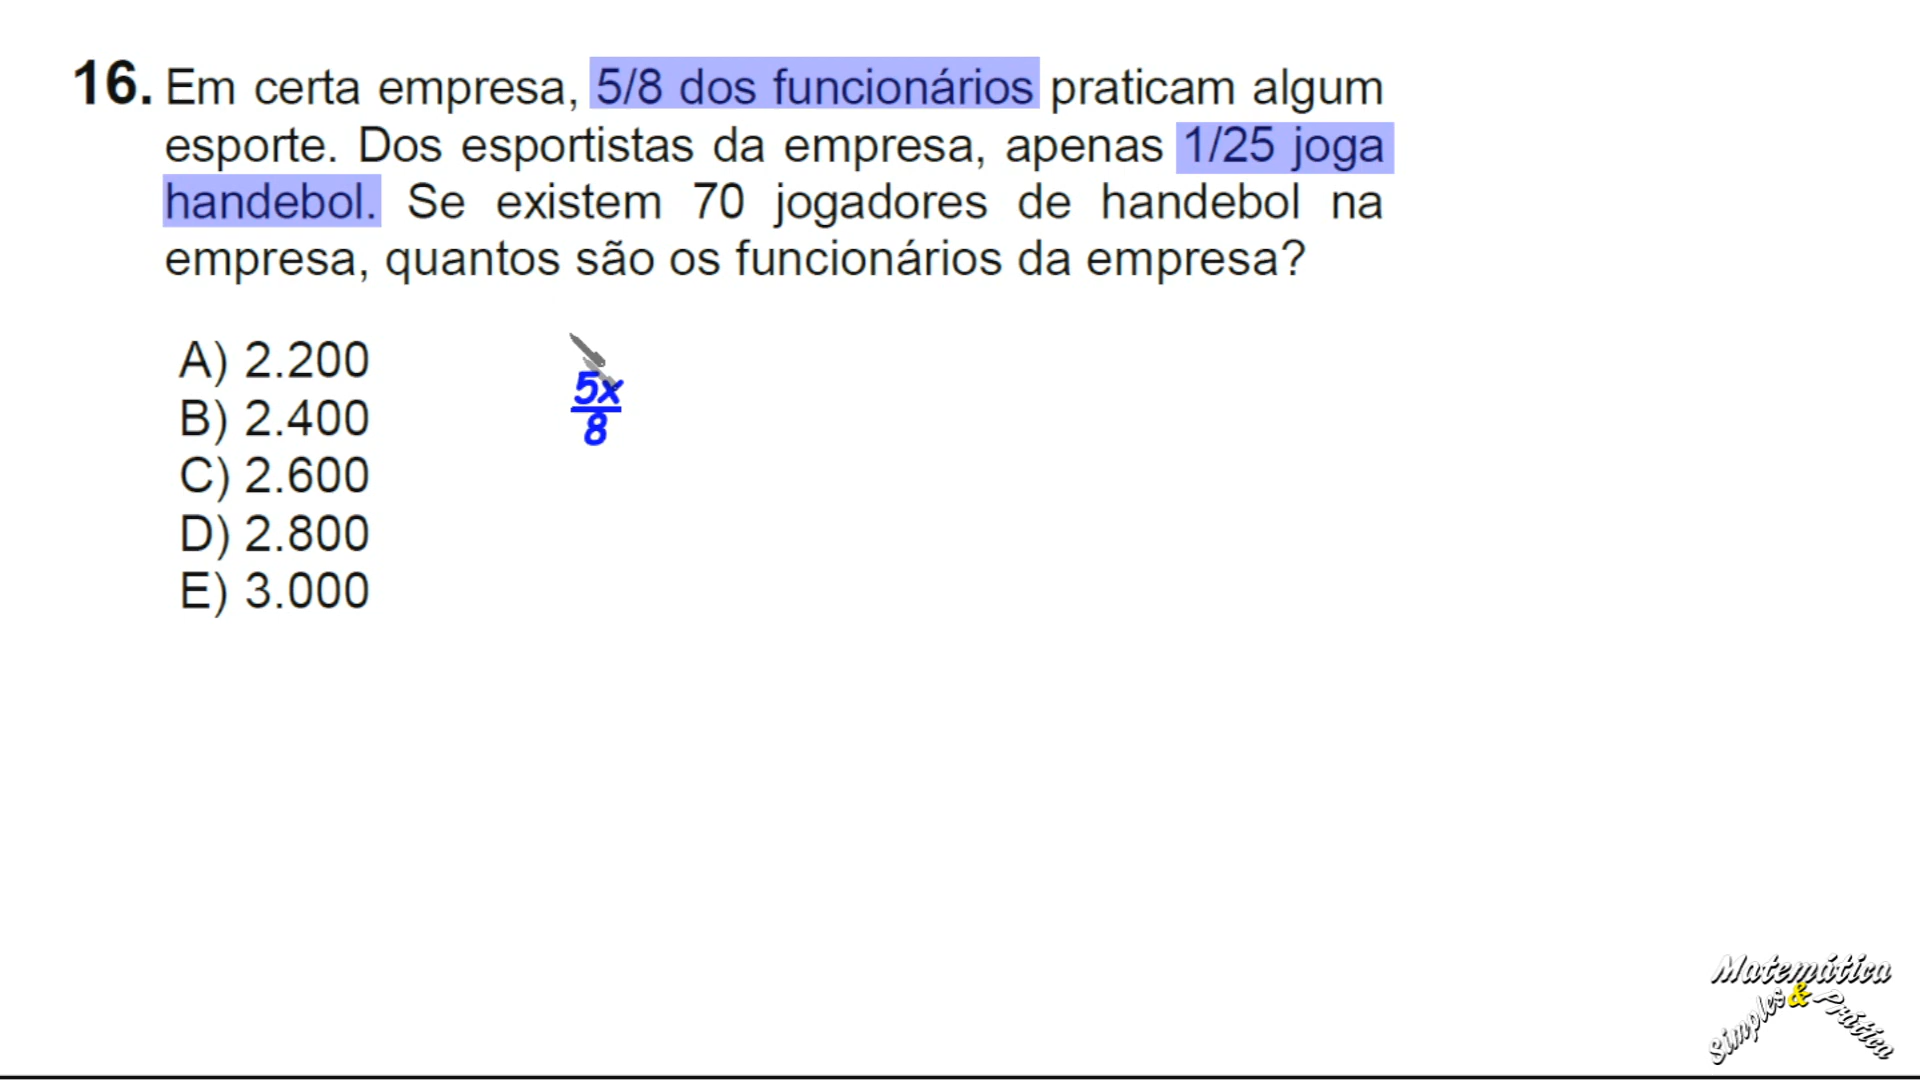 16. Em certa empresa, 5/8 dos funcionários praticam algum
esporte. Dos esportistas da empresa, apenas 1/25 joga
handebol. Se existem 70 jogadores de handebol na
empresa, quantos são os funcionários da empresa?
A) 2.200
B) 2.400
C) 2.600
D) 2.800
E) 3.000
5x
8
Matemática
Simples & Prática